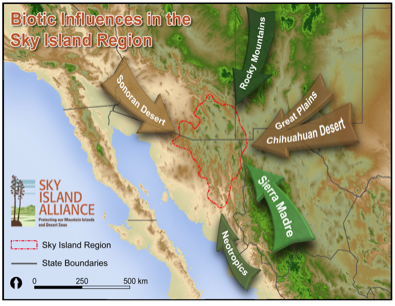 Biotic Influences in the
Sky Island Region
Rocky Mountains
Sonoran Desert
Great Plains
Chihuahuan Desert
Sierra Madre
Neotropics
SKY
ISLAND
ALLIANCE
Protecting our Mountain Islands
and Desert Seas
Sky Island Region
State Boundaries
0 250 500 km